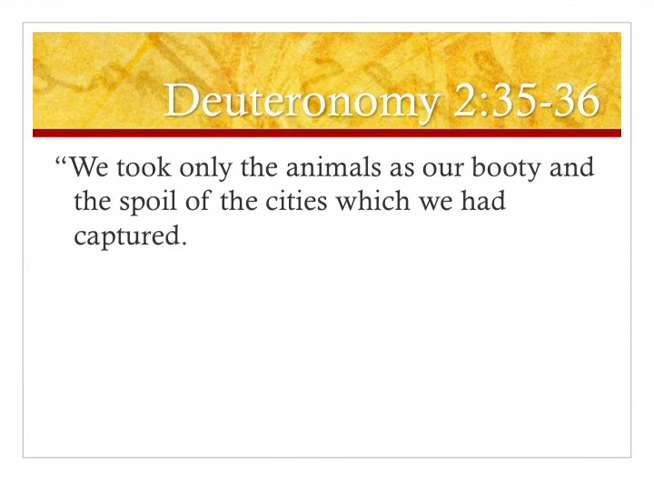 Deuteronomy 2:35-36
“We took only the animals as our booty and
the spoil of the cities which we had
captured.